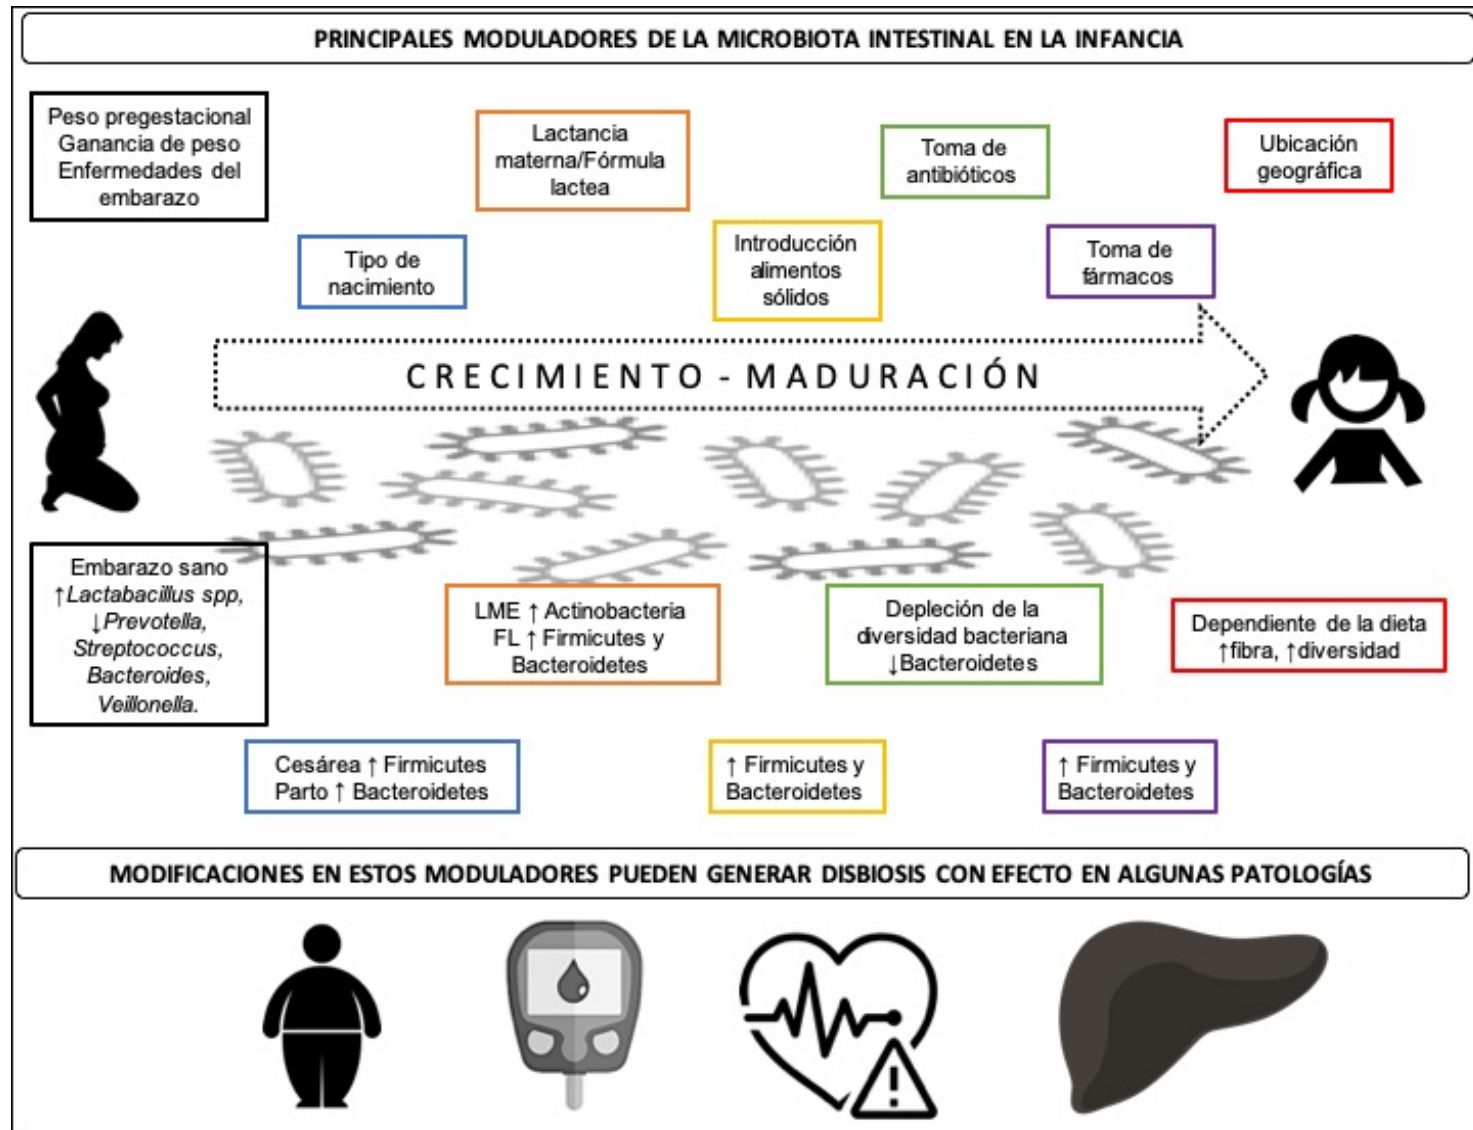 PRINCIPALES MODULADORES DE LA MICROBIOTA INTESTINAL EN LA INFANCIA
Peso pregestacional
Ganancia de peso
Enfermedades del
embarazo
Lactancia
materna/Fórmula
lactea
Toma de
antibióticos
Ubicación
geográfica
Tipo de
nacimiento
Introducción
alimentos
sólidos
Toma de
fármacos
CRECIMIENTO - MADURACIÓN
Embarazo sano
↑Lactabacillus spp,
↓Prevotella,
Streptococcus,
Bacteroides,
Veillonella.
LME ↑ Actinobacteria
FL ↑ Firmicutes y
Bacteroidetes
Depleción de la
diversidad bacteriana
↓Bacteroidetes
Dependiente de la dieta
↑fibra, ↑diversidad
Cesárea ↑ Firmicutes
Parto ↑ Bacteroidetes
↑ Firmicutes y
Bacteroidetes
↑ Firmicutes y
Bacteroidetes
MODIFICACIONES EN ESTOS MODULADORES PUEDEN GENERAR DISBIOSIS CON EFECTO EN ALGUNAS PATOLOGÍAS